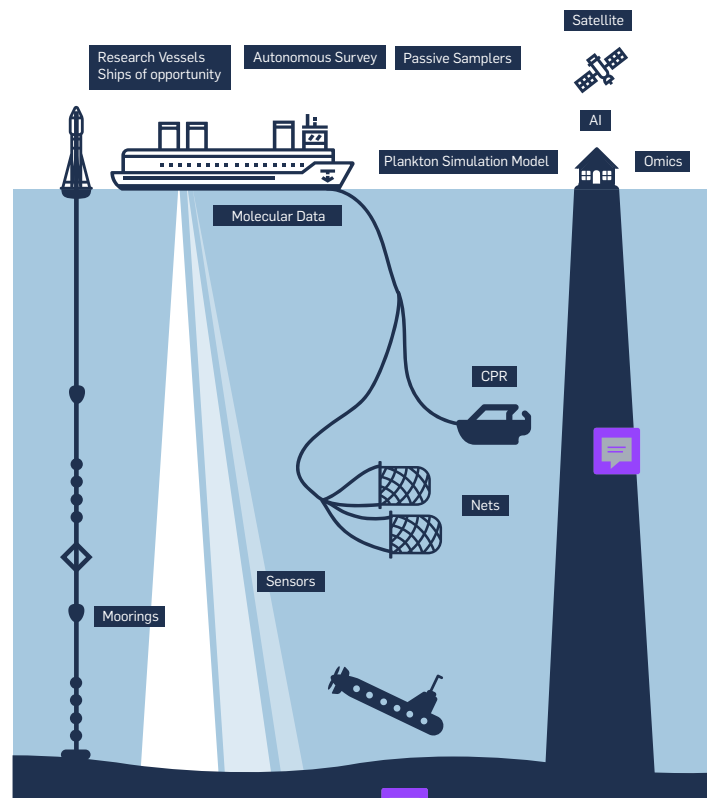 Satellite
Research Vessels
Ships of opportunity
Autonomous Survey
Passive Samplers
AI
Plankton Simulation Model
Omics
Molecular Data
CPR
Nets
Sensors
Moorings